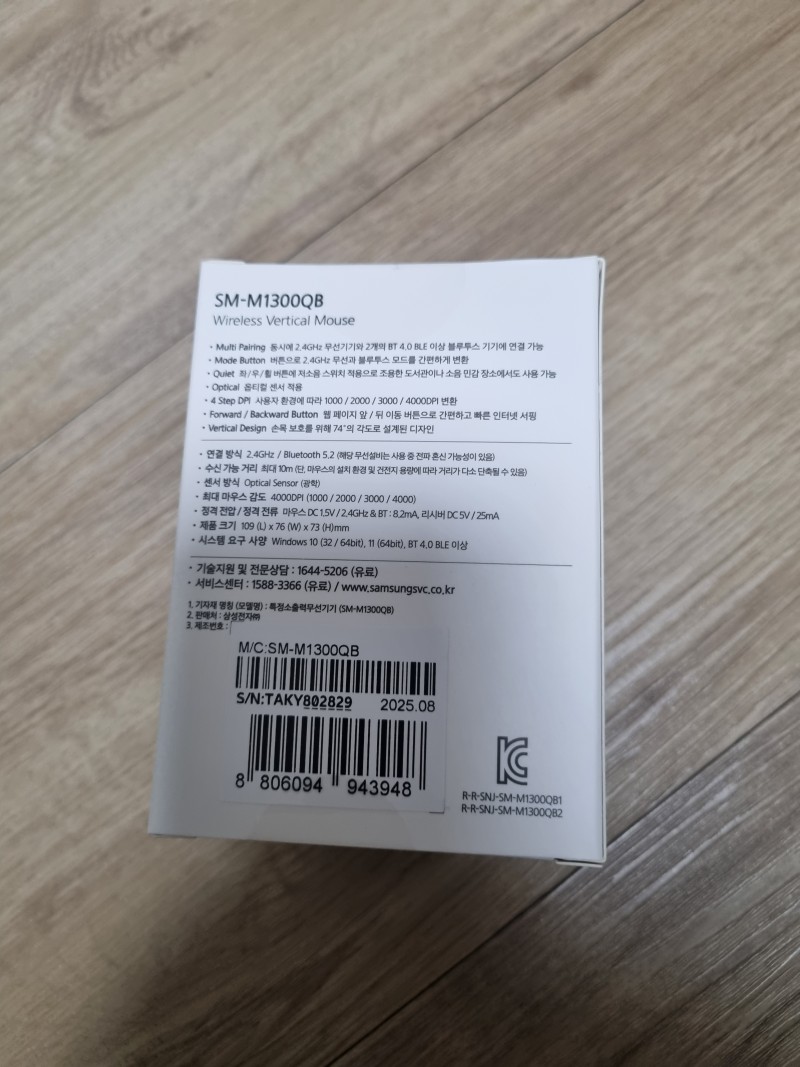 SM-M1300QB
Wireless Vertical Mouse
• Multi Pairing 동시에 2.4GHz 무선기기와 2개의 BT 4.0 BLE 이상 블루투스 기기에 연결 가능
• Mode Button 버튼으로 2.4GHz 무선과 블루투스 모드를 간편하게 변환
• Quiet 좌/우/휠 버튼에 저소음 스위치 적용으로 조용한 도서관이나 소음 민감 장소에서도 사용 가능
• Optical 옵티컬 센서 적용
• 4 Step DPI 사용자 환경에 따라 1000 / 2000 / 3000 / 4000DPI 변환
• Forward / Backward Button 웹 페이지 앞 / 뒤 이동 버튼으로 간편하고 빠른 인터넷 서핑
• Vertical Design 손목 보호를 위해 74°의 각도로 설계된 디자인
• 연결 방식 2.4GHz / Bluetooth 5.2 (해당 무선설비는 사용 중 전파 혼신 가능성이 있음)
• 수신 가능 거리 최대 10m (단, 마우스의 설치 환경 및 건전지 용량에 따라 거리가 다소 단축될 수 있음)
• 센서 방식 Optical Sensor (광학)
• 최대 마우스 감도 4000DPI (1000 / 2000 / 3000 / 4000)
• 정격 전압 / 정격 전류 마우스 DC 1.5V / 2.4GHz & BT : 8.2mA, 리시버 DC 5V / 25mA
• 제품 크기 109 (L) x 76 (W) x 73 (H)mm
• 시스템 요구 사양 Windows 10 (32 / 64bit), 11 (64bit), BT 4.0 BLE 이상
• 기술지원 및 전문상담 : 1644-5206 (유료)
• 서비스센터 : 1588-3366 (유료) / www.samsungsvc.co.kr
1. 기자재 명칭 (모델명) : 특정소출력무선기기 (SM-M1300QB)
2. 판매처 : 삼성전자㈜
3. 제조번호 :
M/C:SM-M1300QB
S/N:TAKY802829 2025.08
8 806094 943948
R-R-SNJ-SM-M1300QB1
R-R-SNJ-SM-M1300QB2